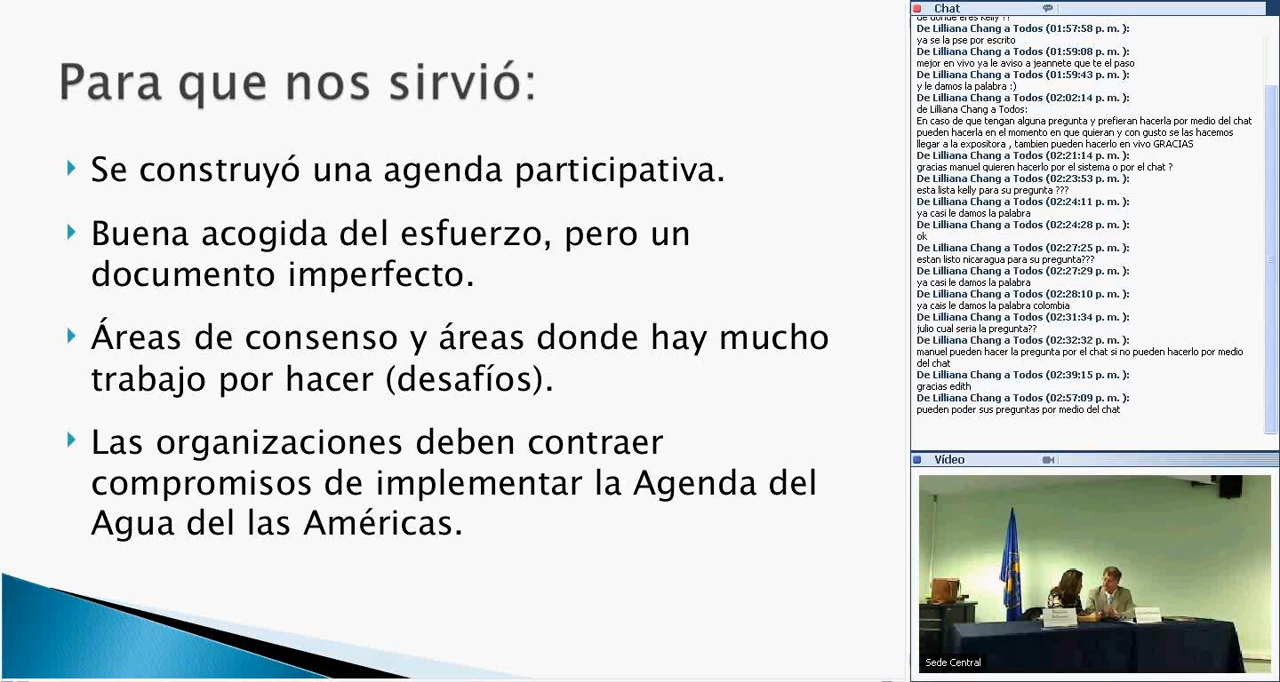 Para que nos sirvió:
Se construyó una agenda participativa.
Buena acogida del esfuerzo, pero un
documento imperfecto.
Áreas de consenso y áreas donde hay mucho
trabajo por hacer (desafíos).
Las organizaciones deben contraer
compromisos de implementar la Agenda del
Agua del las Américas.
Chat
de donde eres kelly ??
De Lilliana Chang a Todos (01:57:58 p. m. ):
ya se la pse por escrito
De Lilliana Chang a Todos (01:59:08 p. m. ):
mejor en vivo ya le aviso a jeannete que te el paso
De Lilliana Chang a Todos (01:59:43 p. m. ):
y le damos la palabra :)
De Lilliana Chang a Todos (02:02:14 p. m. ):
de Lilliana Chang a Todos:
En caso de que tengan alguna pregunta y prefieran hacerla por medio del chat
pueden hacerla en el momento en que quieran y con gusto se las hacemos
llegar a la expositora , tambien pueden hacerlo en vivo GRACIAS
De Lilliana Chang a Todos (02:21:14 p. m. ):
gracias manuel quieren hacerlo por el sistema o por el chat ?
De Lilliana Chang a Todos (02:23:53 p. m. ):
esta lista kelly para su pregunta ???
De Lilliana Chang a Todos (02:24:11 p. m. ):
ya casi le damos la palabra
De Lilliana Chang a Todos (02:24:28 p. m. ):
ok
De Lilliana Chang a Todos (02:27:25 p. m. ):
estan listo nicaragua para su pregunta???
De Lilliana Chang a Todos (02:27:29 p. m. ):
ya casi le damos la palabra
De Lilliana Chang a Todos (02:28:10 p. m. ):
ya cais le damos la palabra colombia
De Lilliana Chang a Todos (02:31:34 p. m. ):
julio cual seria la pregunta??
De Lilliana Chang a Todos (02:32:32 p. m. ):
manuel pueden hacer la pregunta por el chat si no pueden hacerlo por medio
del chat
De Lilliana Chang a Todos (02:39:15 p. m. ):
gracias edith
De Lilliana Chang a Todos (02:57:09 p. m. ):
pueden poder sus preguntas por medio del chat
Vídeo
Sede Central